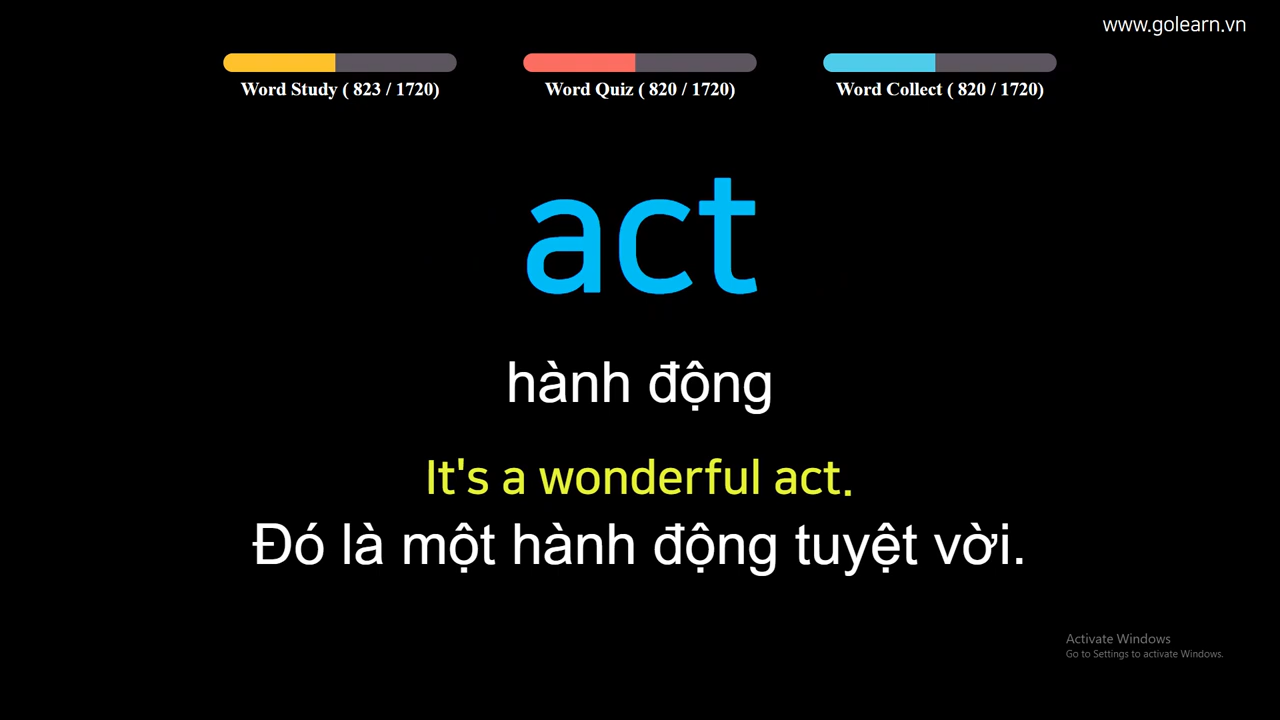 www.golearn.vn
Word Study ( 823 / 1720)
Word Quiz ( 820 / 1720)
Word Collect ( 820 / 1720)
act
hành động
It's a wonderful act.
Đó là một hành động tuyệt vời.
Activate Windows
Go to Settings to activate Windows.